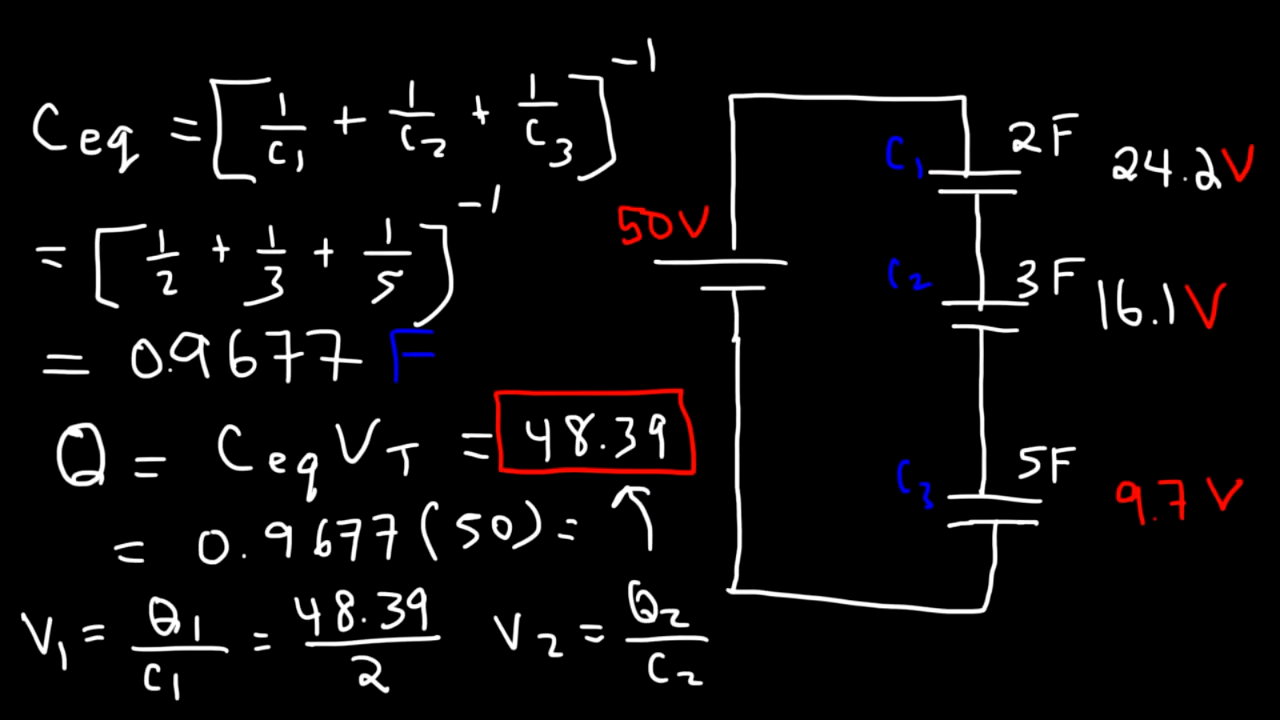 Ceq = [1/C1 + 1/C2 + 1/C3]^-1
= [1/2 + 1/3 + 1/5]^-1
= 0.9677 F
Q = Ceq VT = 48.39
= 0.9677 (50) =
V1 = Q1/C1 = 48.39/2
V2 = Q2/C2
50V
C1 2F 24.2V
C2 3F 16.1V
C3 5F 9.7V